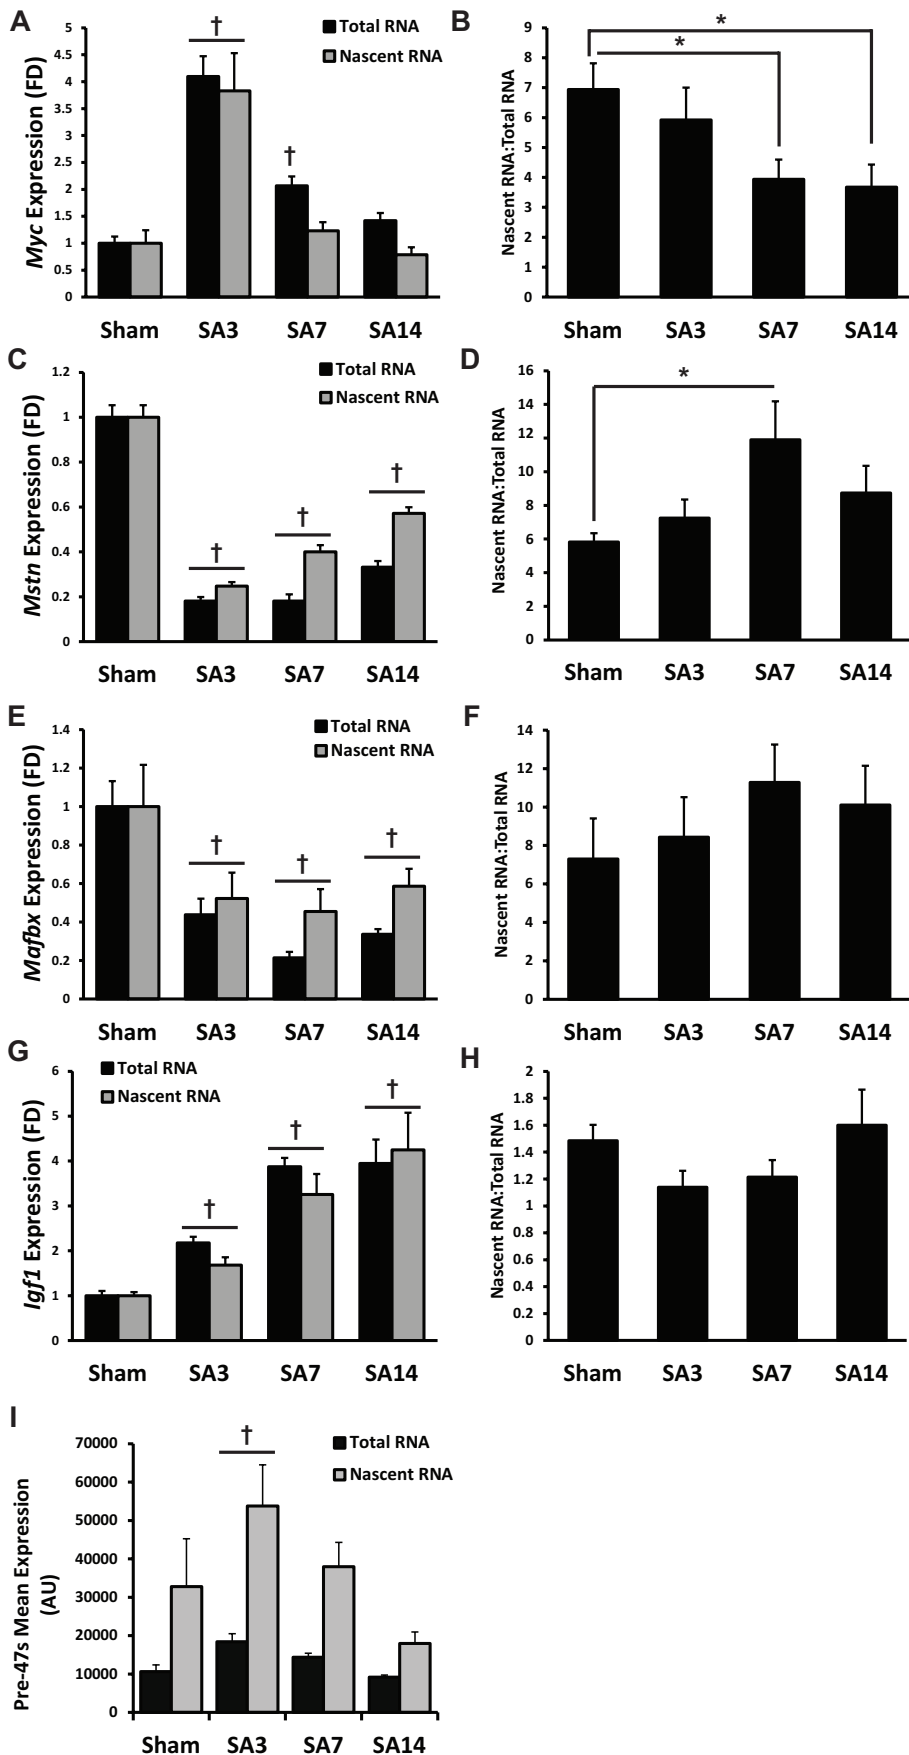 A
Myc Expression (FD)
5
4.5
4
3.5
3
2.5
2
1.5
1
0.5
0
Total RNA
Nascent RNA
†
†
Sham SA3 SA7 SA14
B
Nascent RNA:Total RNA
9
8
7
6
5
4
3
2
1
0
*
*
Sham SA3 SA7 SA14
C
Mstn Expression (FD)
1.2
1
0.8
0.6
0.4
0.2
0
Total RNA
Nascent RNA
†
†
†
Sham SA3 SA7 SA14
D
Nascent RNA:Total RNA
16
14
12
10
8
6
4
2
0
*
Sham SA3 SA7 SA14
E
Mafbx Expression (FD)
1.4
1.2
1
0.8
0.6
0.4
0.2
0
Total RNA
Nascent RNA
†
†
†
Sham SA3 SA7 SA14
F
Nascent RNA:Total RNA
14
12
10
8
6
4
2
0
Sham SA3 SA7 SA14
G
Igf1 Expression (FD)
6
5
4
3
2
1
0
Total RNA
Nascent RNA
†
†
†
Sham SA3 SA7 SA14
H
Nascent RNA:Total RNA
2
1.8
1.6
1.4
1.2
1
0.8
0.6
0.4
0.2
0
Sham SA3 SA7 SA14
I
Pre-47s Mean Expression
(AU)
70000
60000
50000
40000
30000
20000
10000
0
Total RNA
Nascent RNA
†
Sham SA3 SA7 SA14